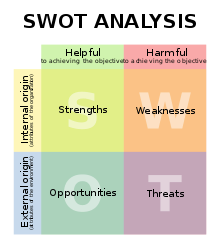 SWOT ANALYSIS
Helpful
to achieving the objective
Harmful
to achieving the objective
Internal origin
(attributes of the organization)
S
Strengths
W
Weaknesses
External origin
(attributes of the environment)
O
Opportunities
T
Threats